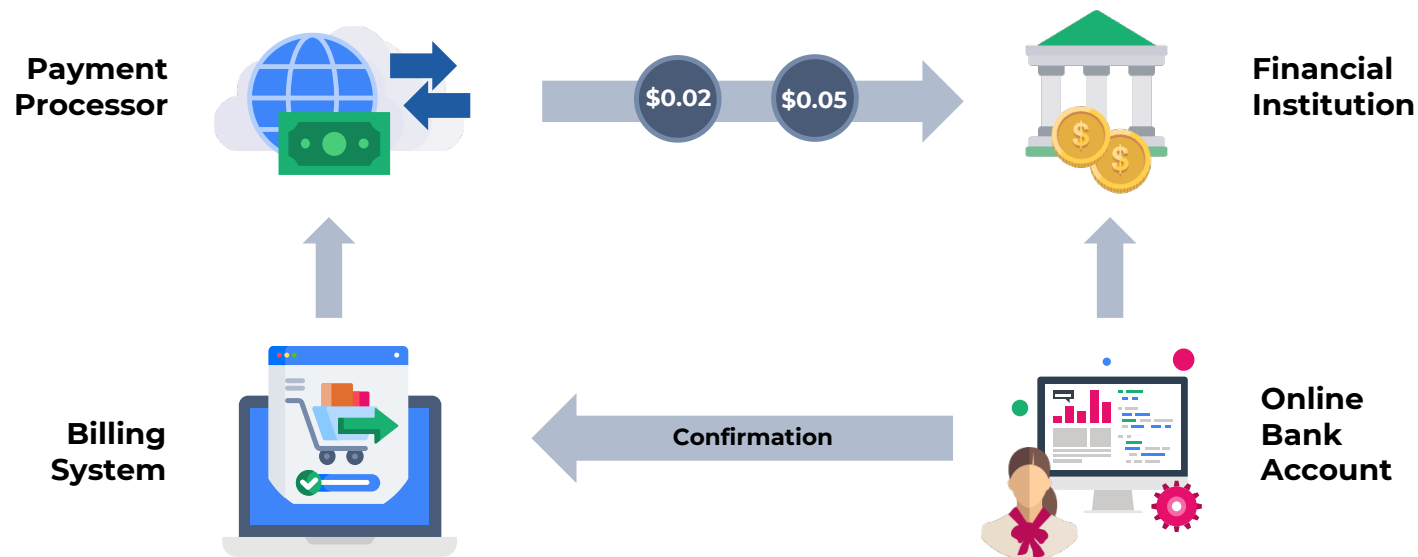 Payment
Processor
$0.02
$0.05
Financial
Institution
Billing
System
Confirmation
Online
Bank
Account